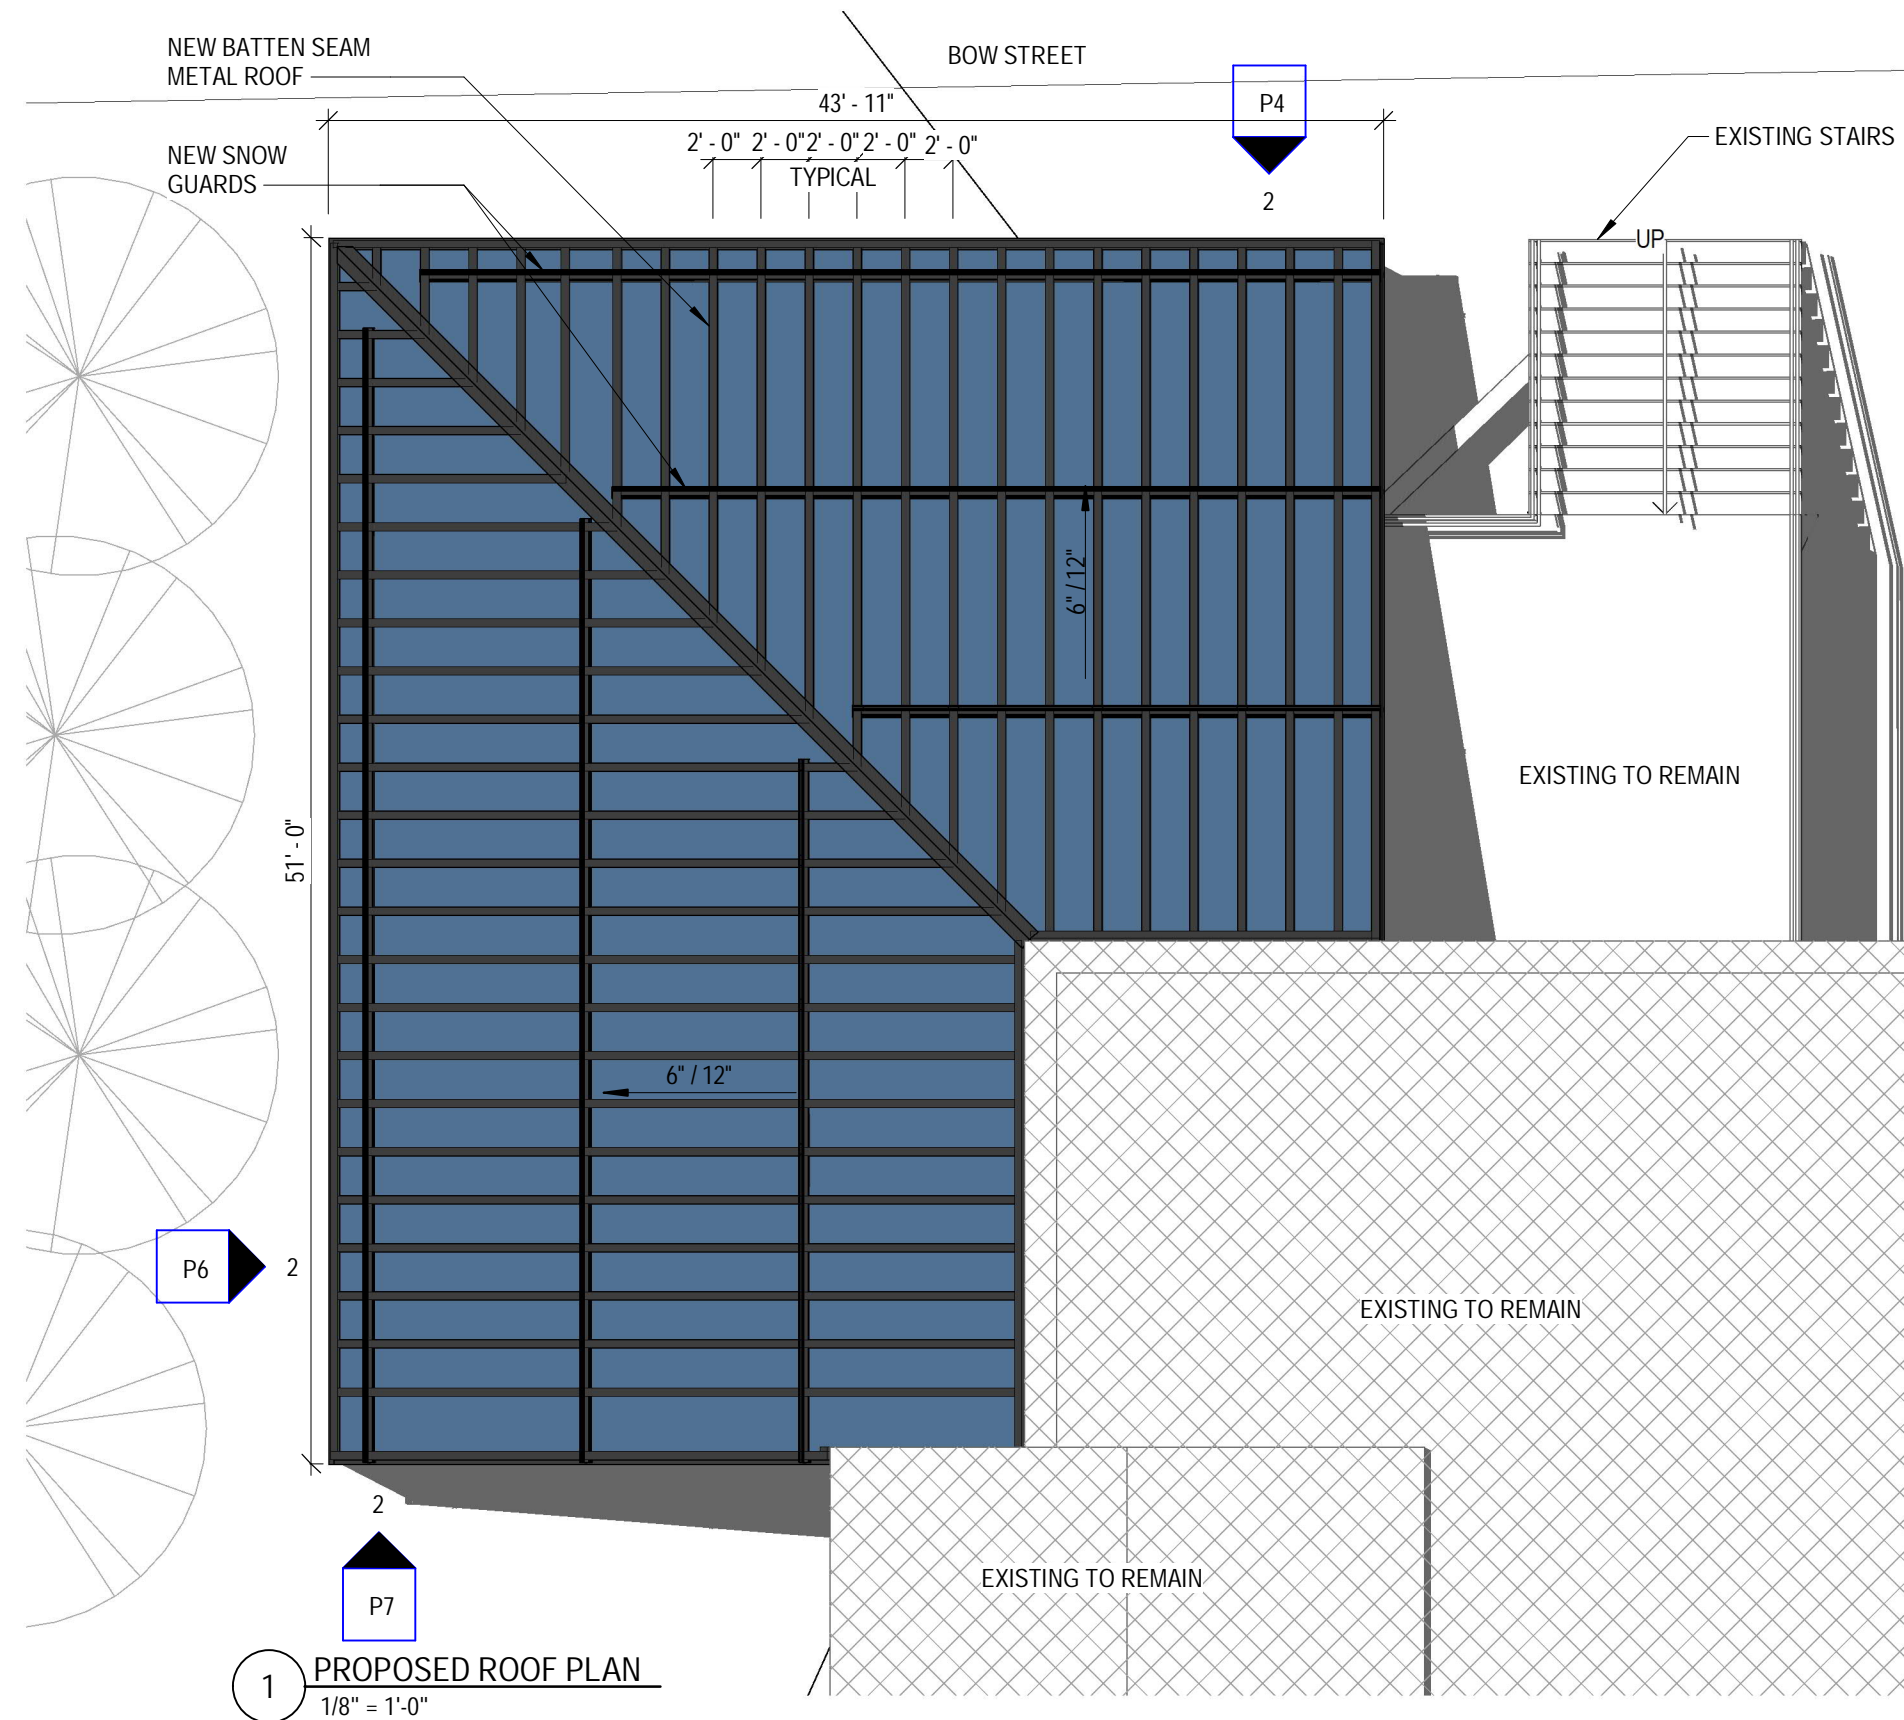 NEW BATTEN SEAM
METAL ROOF
BOW STREET
P4
43' - 11"
2' - 0" 2' - 0" 2' - 0" 2' - 0" 2' - 0"
TYPICAL
EXISTING STAIRS
NEW SNOW
GUARDS
2
UP
6" / 12"
EXISTING TO REMAIN
51' - 0"
6" / 12"
P6
2
EXISTING TO REMAIN
2
P7
EXISTING TO REMAIN
1
PROPOSED ROOF PLAN
1/8" = 1'-0"